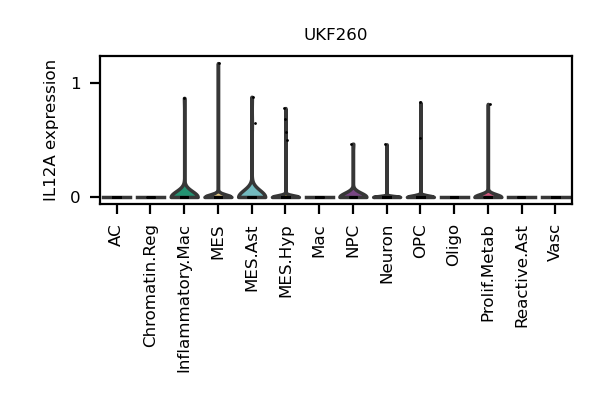 UKF260
IL12A expression
1
0
AC
Chromatin.Reg
Inflammatory.Mac
MES
MES.Ast
MES.Hyp
Mac
NPC
Neuron
OPC
Oligo
Prolif.Metab
Reactive.Ast
Vasc